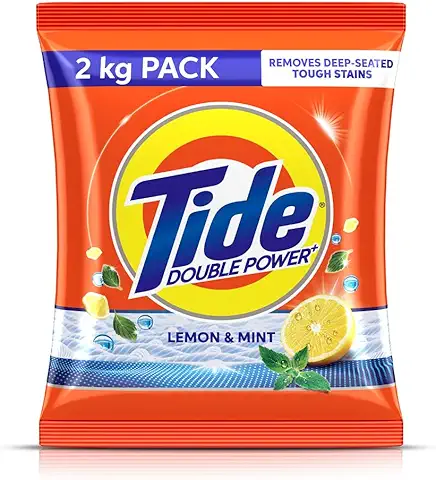 2 kg PACK
REMOVES DEEP-SEATED
TOUGH STAINS
Tide®
DOUBLE POWER+
LEMON & MINT